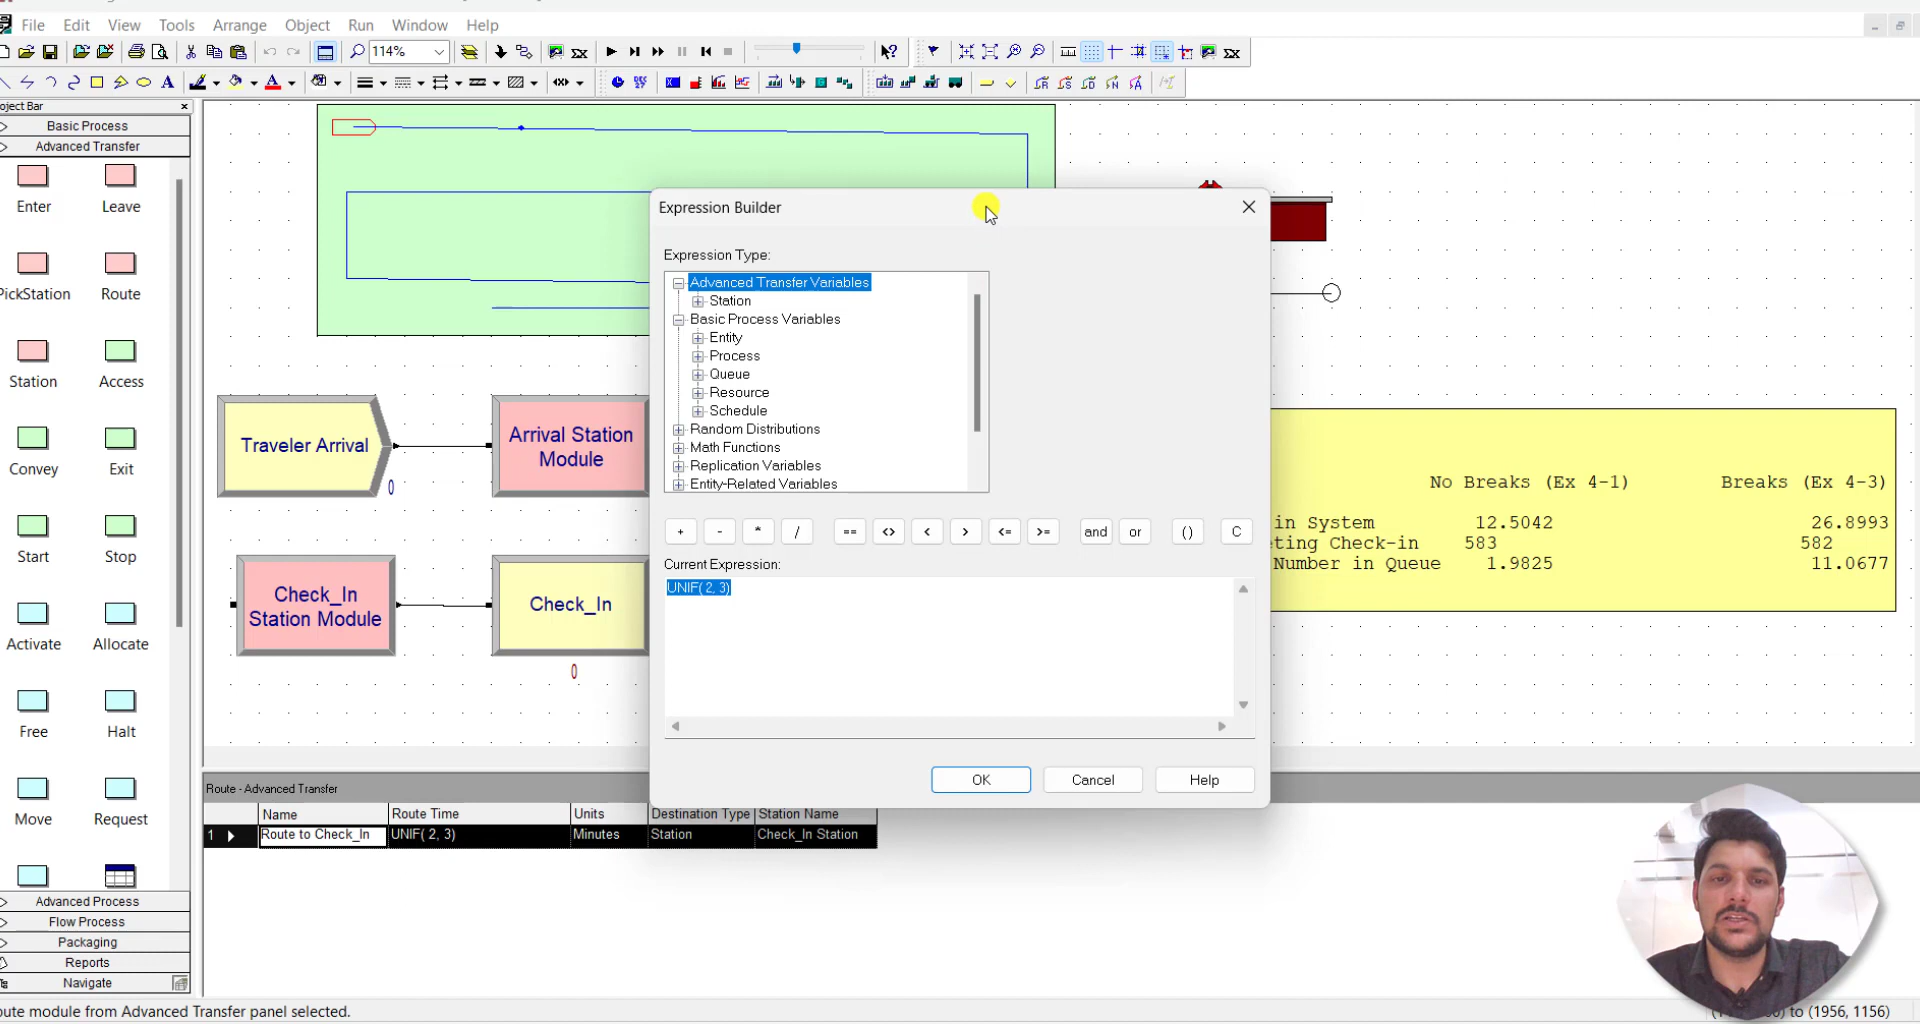 File Edit View Tools Arrange Object Run Window Help
114%
oject Bar
Basic Process
Advanced Transfer
Enter Leave
PickStation Route
Station Access
Convey Exit
Start Stop
Activate Allocate
Free Halt
Move Request
Advanced Process
Flow Process
Packaging
Reports
Navigate
Traveler Arrival
0
Arrival Station
Module
Check_In
Station Module
Check_In
0
Expression Builder
Expression Type:
Advanced Transfer Variables
Station
Basic Process Variables
Entity
Process
Queue
Resource
Schedule
Random Distributions
Math Functions
Replication Variables
Entity-Related Variables
+ - * / == <> < > <= >= and or () C
Current Expression:
UNIF( 2, 3)
OK Cancel Help
No Breaks (Ex 4-1) Breaks (Ex 4-3)
in System 12.5042 26.8993
eting Check-in 583 582
Number in Queue 1.9825 11.0677
Route - Advanced Transfer
Name Route Time Units Destination Type Station Name
1 Route to Check_In UNIF( 2, 3) Minutes Station Check_In Station
oute module from Advanced Transfer panel selected.
to (1956, 1156)